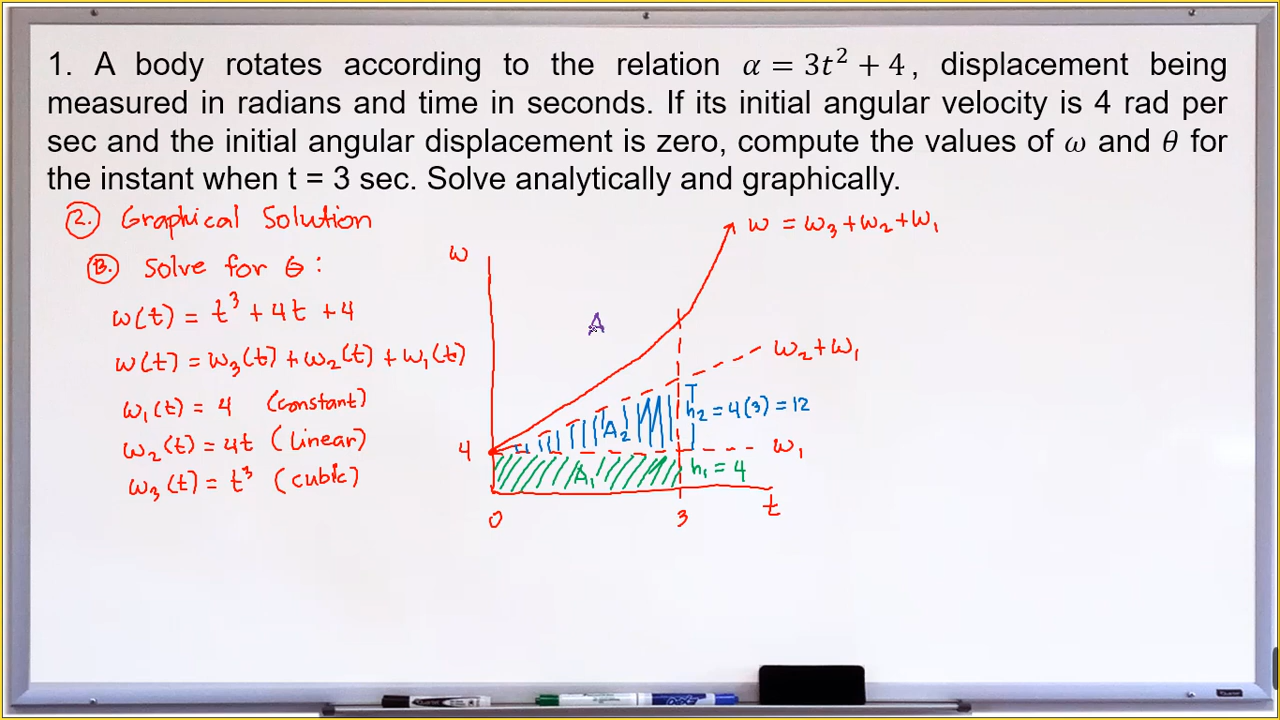 1. A body rotates according to the relation α = 3t² + 4, displacement being
measured in radians and time in seconds. If its initial angular velocity is 4 rad per
sec and the initial angular displacement is zero, compute the values of ω and θ for
the instant when t = 3 sec. Solve analytically and graphically.
2. Graphical Solution
B. Solve for θ :
ω(t) = t³ + 4t + 4
ω(t) = ω₃(t) + ω₂(t) + ω₁(t)
ω₁(t) = 4 (constant)
ω₂(t) = 4t (linear)
ω₃(t) = t³ (cubic)
ω
ω = ω₃+ω₂+ω₁
A
ω₂+ω₁
h₂ = 4(3) = 12
A₂
4
ω₁
A₁
h₁ = 4
0
3
t